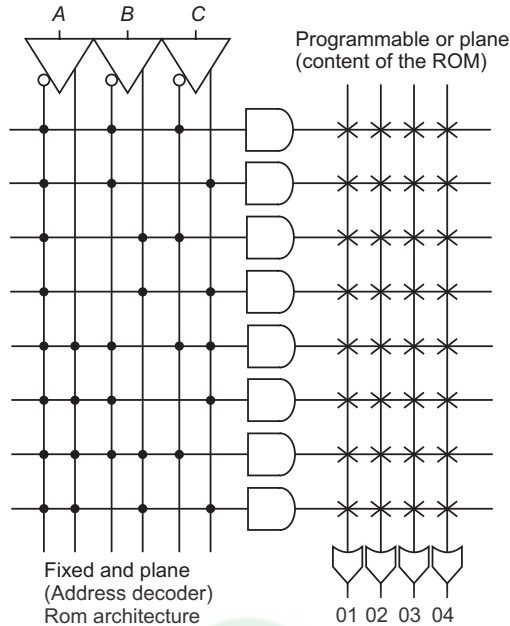 A B C
Programmable or plane
(content of the ROM)
Fixed and plane
(Address decoder)
Rom architecture
01 02 03 04